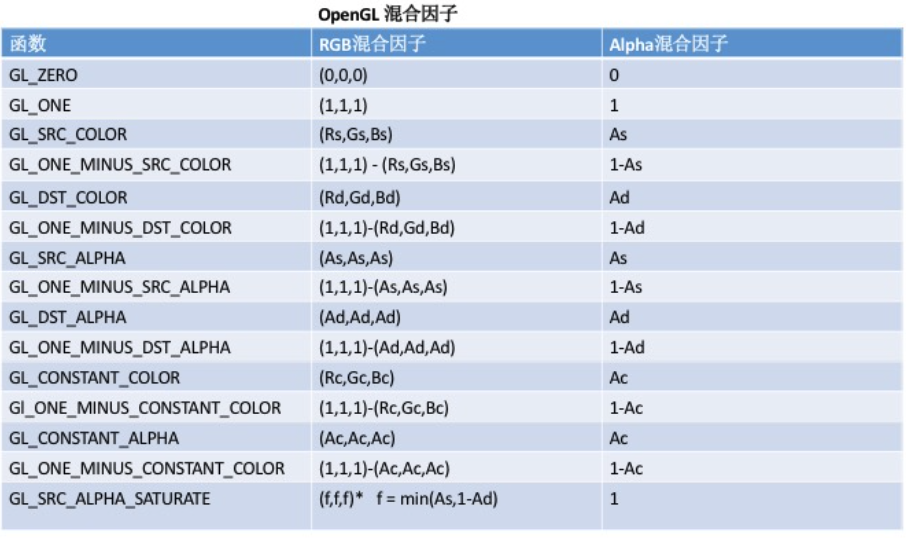 OpenGL 混合因子
函数 RGB混合因子 Alpha混合因子
GL_ZERO (0,0,0) 0
GL_ONE (1,1,1) 1
GL_SRC_COLOR (Rs,Gs,Bs) As
GL_ONE_MINUS_SRC_COLOR (1,1,1) - (Rs,Gs,Bs) 1-As
GL_DST_COLOR (Rd,Gd,Bd) Ad
GL_ONE_MINUS_DST_COLOR (1,1,1)-(Rd,Gd,Bd) 1-Ad
GL_SRC_ALPHA (As,As,As) As
GL_ONE_MINUS_SRC_ALPHA (1,1,1)-(As,As,As) 1-As
GL_DST_ALPHA (Ad,Ad,Ad) Ad
GL_ONE_MINUS_DST_ALPHA (1,1,1)-(Ad,Ad,Ad) 1-Ad
GL_CONSTANT_COLOR (Rc,Gc,Bc) Ac
Gl_ONE_MINUS_CONSTANT_COLOR (1,1,1)-(Rc,Gc,Bc) 1-Ac
GL_CONSTANT_ALPHA (Ac,Ac,Ac) Ac
GL_ONE_MINUS_CONSTANT_COLOR (1,1,1)-(Ac,Ac,Ac) 1-Ac
GL_SRC_ALPHA_SATURATE (f,f,f)* f = min(As,1-Ad) 1